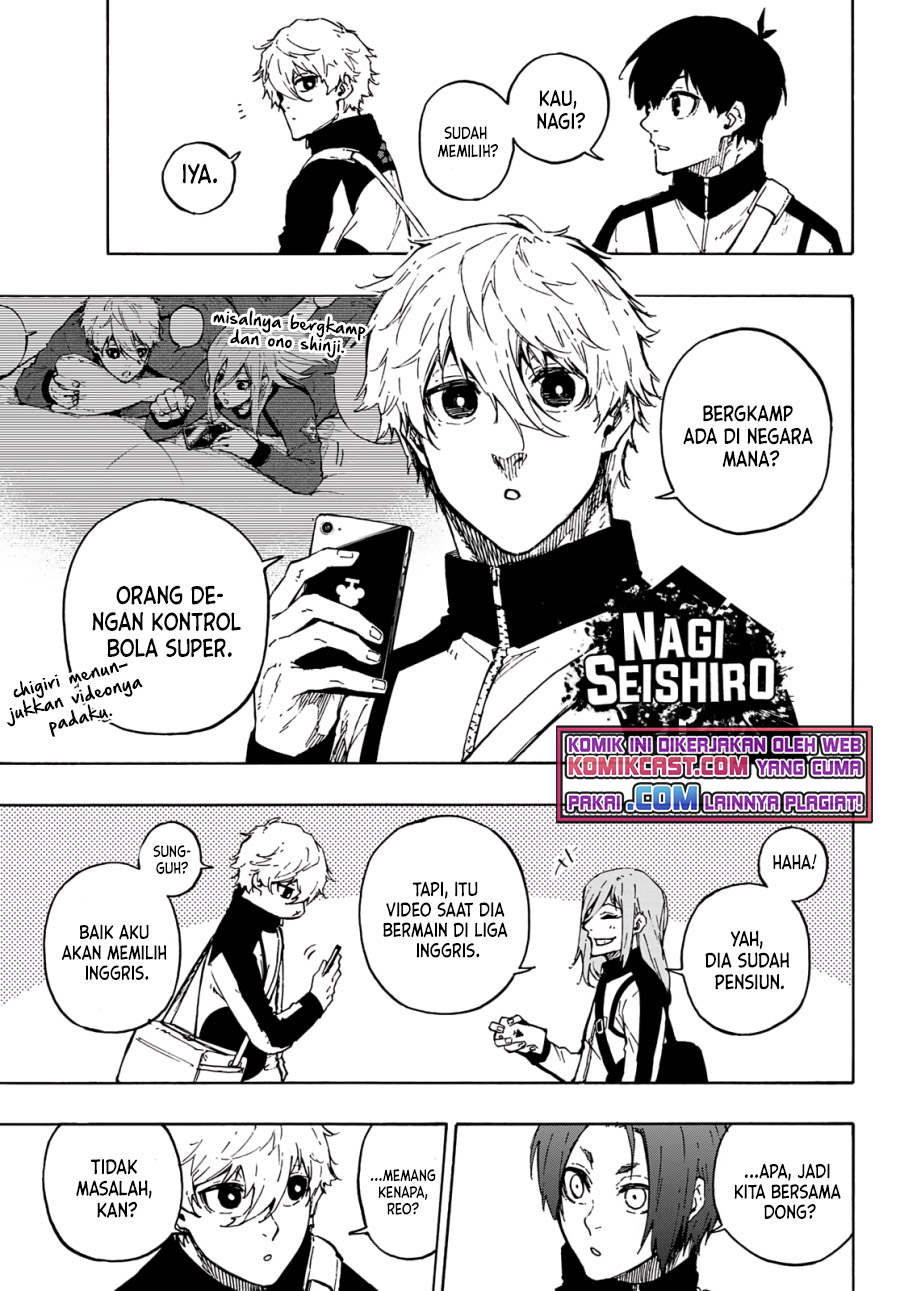 KAU,
NAGI?
SUDAH
MEMILIH?
IYA.
BERGKAMP
ADA DI NEGARA
MANA?
misalnya bergkamp
dan ono shinji.
ORANG DE-
NGAN KONTROL
BOLA SUPER.
chigiri menun-
jukkan videonya
padaku.
NAGI
SEISHIRO
KOMIK INI DIKERJAKAN OLEH WEB
KOMIKCAST.COM YANG CUMA
PAKAI .COM LAINNYA PLAGIAT!
HAHA!
YAH,
DIA SUDAH
PENSIUN.
TAPI, ITU
VIDEO SAAT DIA
BERMAIN DI LIGA
INGGRIS.
SUNG-
GUH?
BAIK AKU
AKAN MEMILIH
INGGRIS.
...APA, JADI
KITA BERSAMA
DONG?
...MEMANG
KENAPA,
REO?
TIDAK
MASALAH,
KAN?